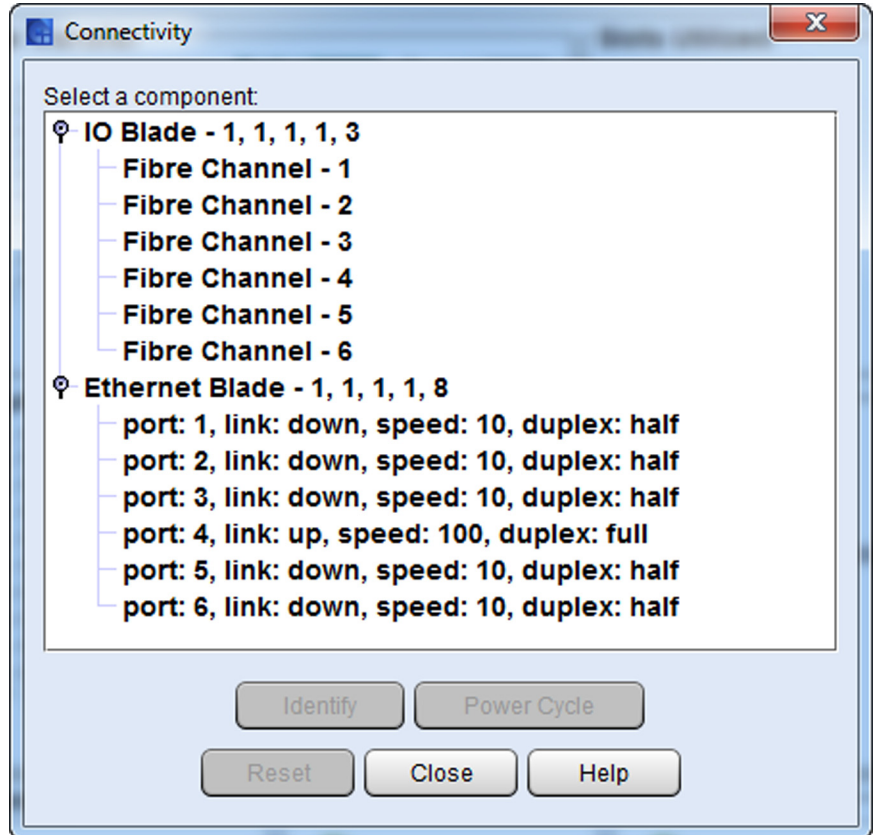 Connectivity
Select a component:
IO Blade - 1, 1, 1, 1, 3
Fibre Channel - 1
Fibre Channel - 2
Fibre Channel - 3
Fibre Channel - 4
Fibre Channel - 5
Fibre Channel - 6
Ethernet Blade - 1, 1, 1, 1, 8
port: 1, link: down, speed: 10, duplex: half
port: 2, link: down, speed: 10, duplex: half
port: 3, link: down, speed: 10, duplex: half
port: 4, link: up, speed: 100, duplex: full
port: 5, link: down, speed: 10, duplex: half
port: 6, link: down, speed: 10, duplex: half
Identify Power Cycle
Reset Close Help